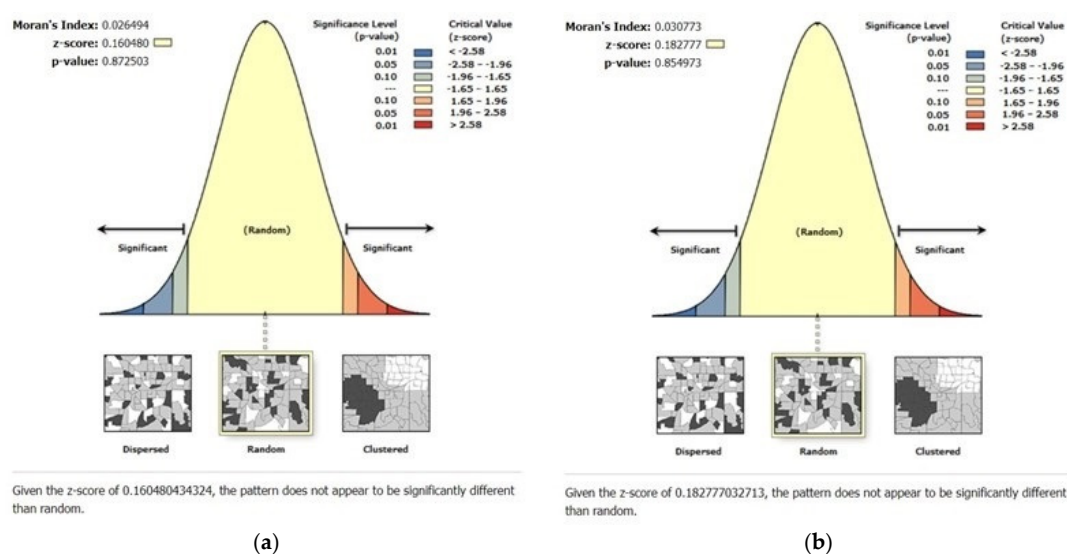 Moran's Index: 0.026494
z-score: 0.160480
p-value: 0.872503
Significance Level
(p-value)
Critical Value
(z-score)
0.01 < -2.58
0.05 -2.58 – -1.96
0.10 -1.96 – -1.65
--- -1.65 – 1.65
0.10 1.65 – 1.96
0.05 1.96 – 2.58
0.01 > 2.58
(Random)
Significant
Significant
Dispersed
Random
Clustered
Given the z-score of 0.160480434324, the pattern does not appear to be significantly different
than random.
(a)
Moran's Index: 0.030773
z-score: 0.182777
p-value: 0.854973
Significance Level
(p-value)
Critical Value
(z-score)
0.01 < -2.58
0.05 -2.58 – -1.96
0.10 -1.96 – -1.65
--- -1.65 – 1.65
0.10 1.65 – 1.96
0.05 1.96 – 2.58
0.01 > 2.58
(Random)
Significant
Significant
Dispersed
Random
Clustered
Given the z-score of 0.182777032713, the pattern does not appear to be significantly different
than random.
(b)